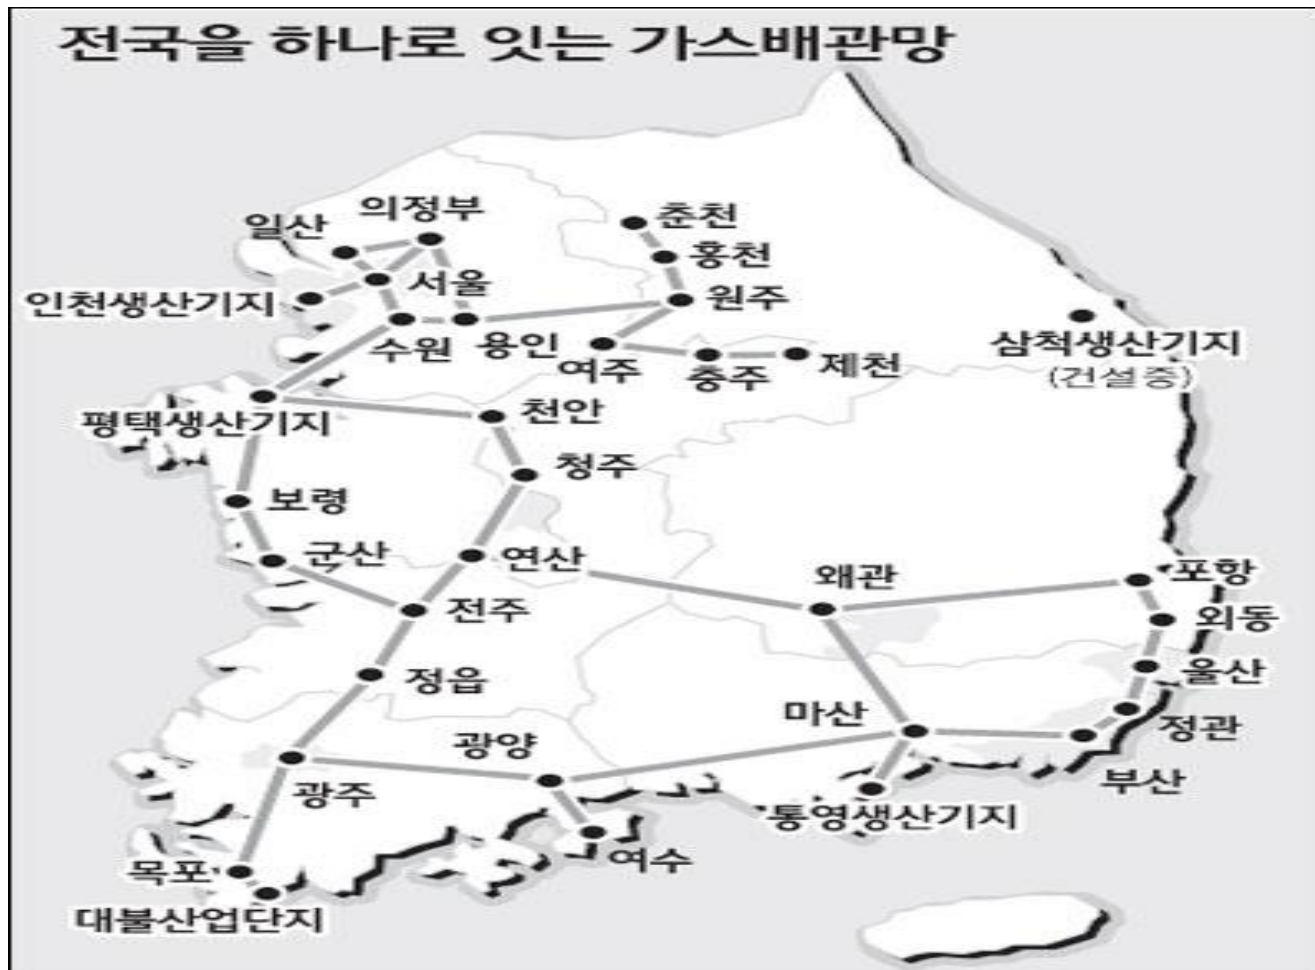 전국을 하나로 잇는 가스배관망
의정부
일산
춘천
홍천
서울
인천생산기지
원주
수원
용인
여주
충주
제천
삼척생산기지
(건설중)
평택생산기지
천안
청주
보령
군산
연산
왜관
포항
외동
전주
정읍
울산
마산
정관
광양
광주
부산
통영생산기지
여수
목포
대불산업단지